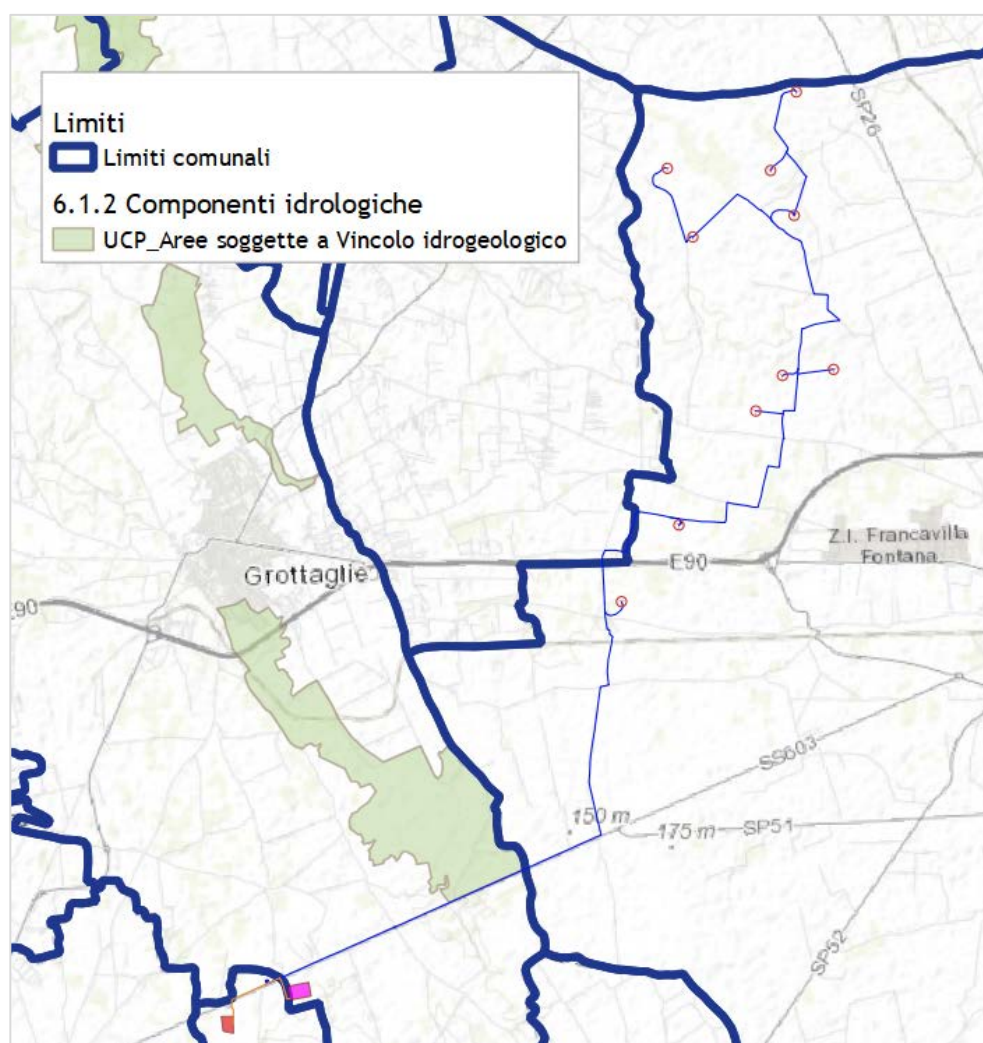 Limiti
Limiti comunali
6.1.2 Componenti idrologiche
UCP_Aree soggette a Vincolo idrogeologico
SP26
Z.I. Francavilla
Fontana
E90
Grottaglie
E90
SS603
150 m
175 m
SP51
SP52